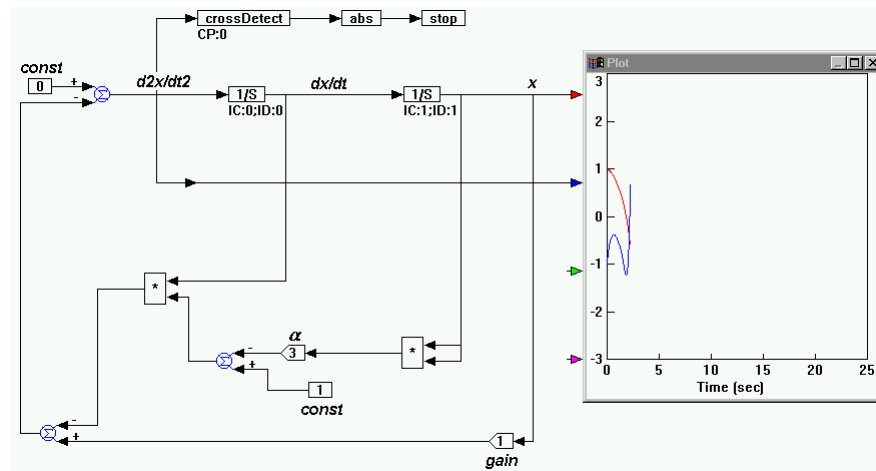 crossDetect abs stop
CP:0
const
0
+
-
Σ
d2x/dt2
1/S
IC:0;ID:0
dx/dt
1/S
IC:1;ID:1
x
Plot
3
2
1
0
-1
-2
-3
0 5 10 15 20 25
Time (sec)
*
-
Σ
+
α
3
*
1
const
-
Σ
+
1
gain